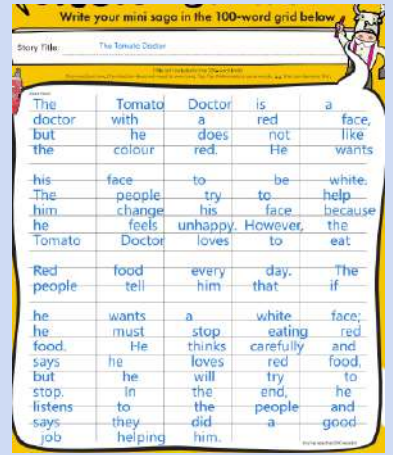 Write your mini saga in the 100-word grid below
Story Title: The Tomato Doctor
The Tomato Doctor is a
doctor with a red face,
but he does not like
the colour red. He wants
his face to be white.
The people try to help
him change his face because
he feels unhappy. However, the
Tomato Doctor loves to eat
Red food every day. The
people tell him that if
he wants a white face;
he must stop eating red
food. He thinks carefully and
says he loves red food,
but he will try to
stop. In the end, he
listens to the people and
says they did a good
job helping him.